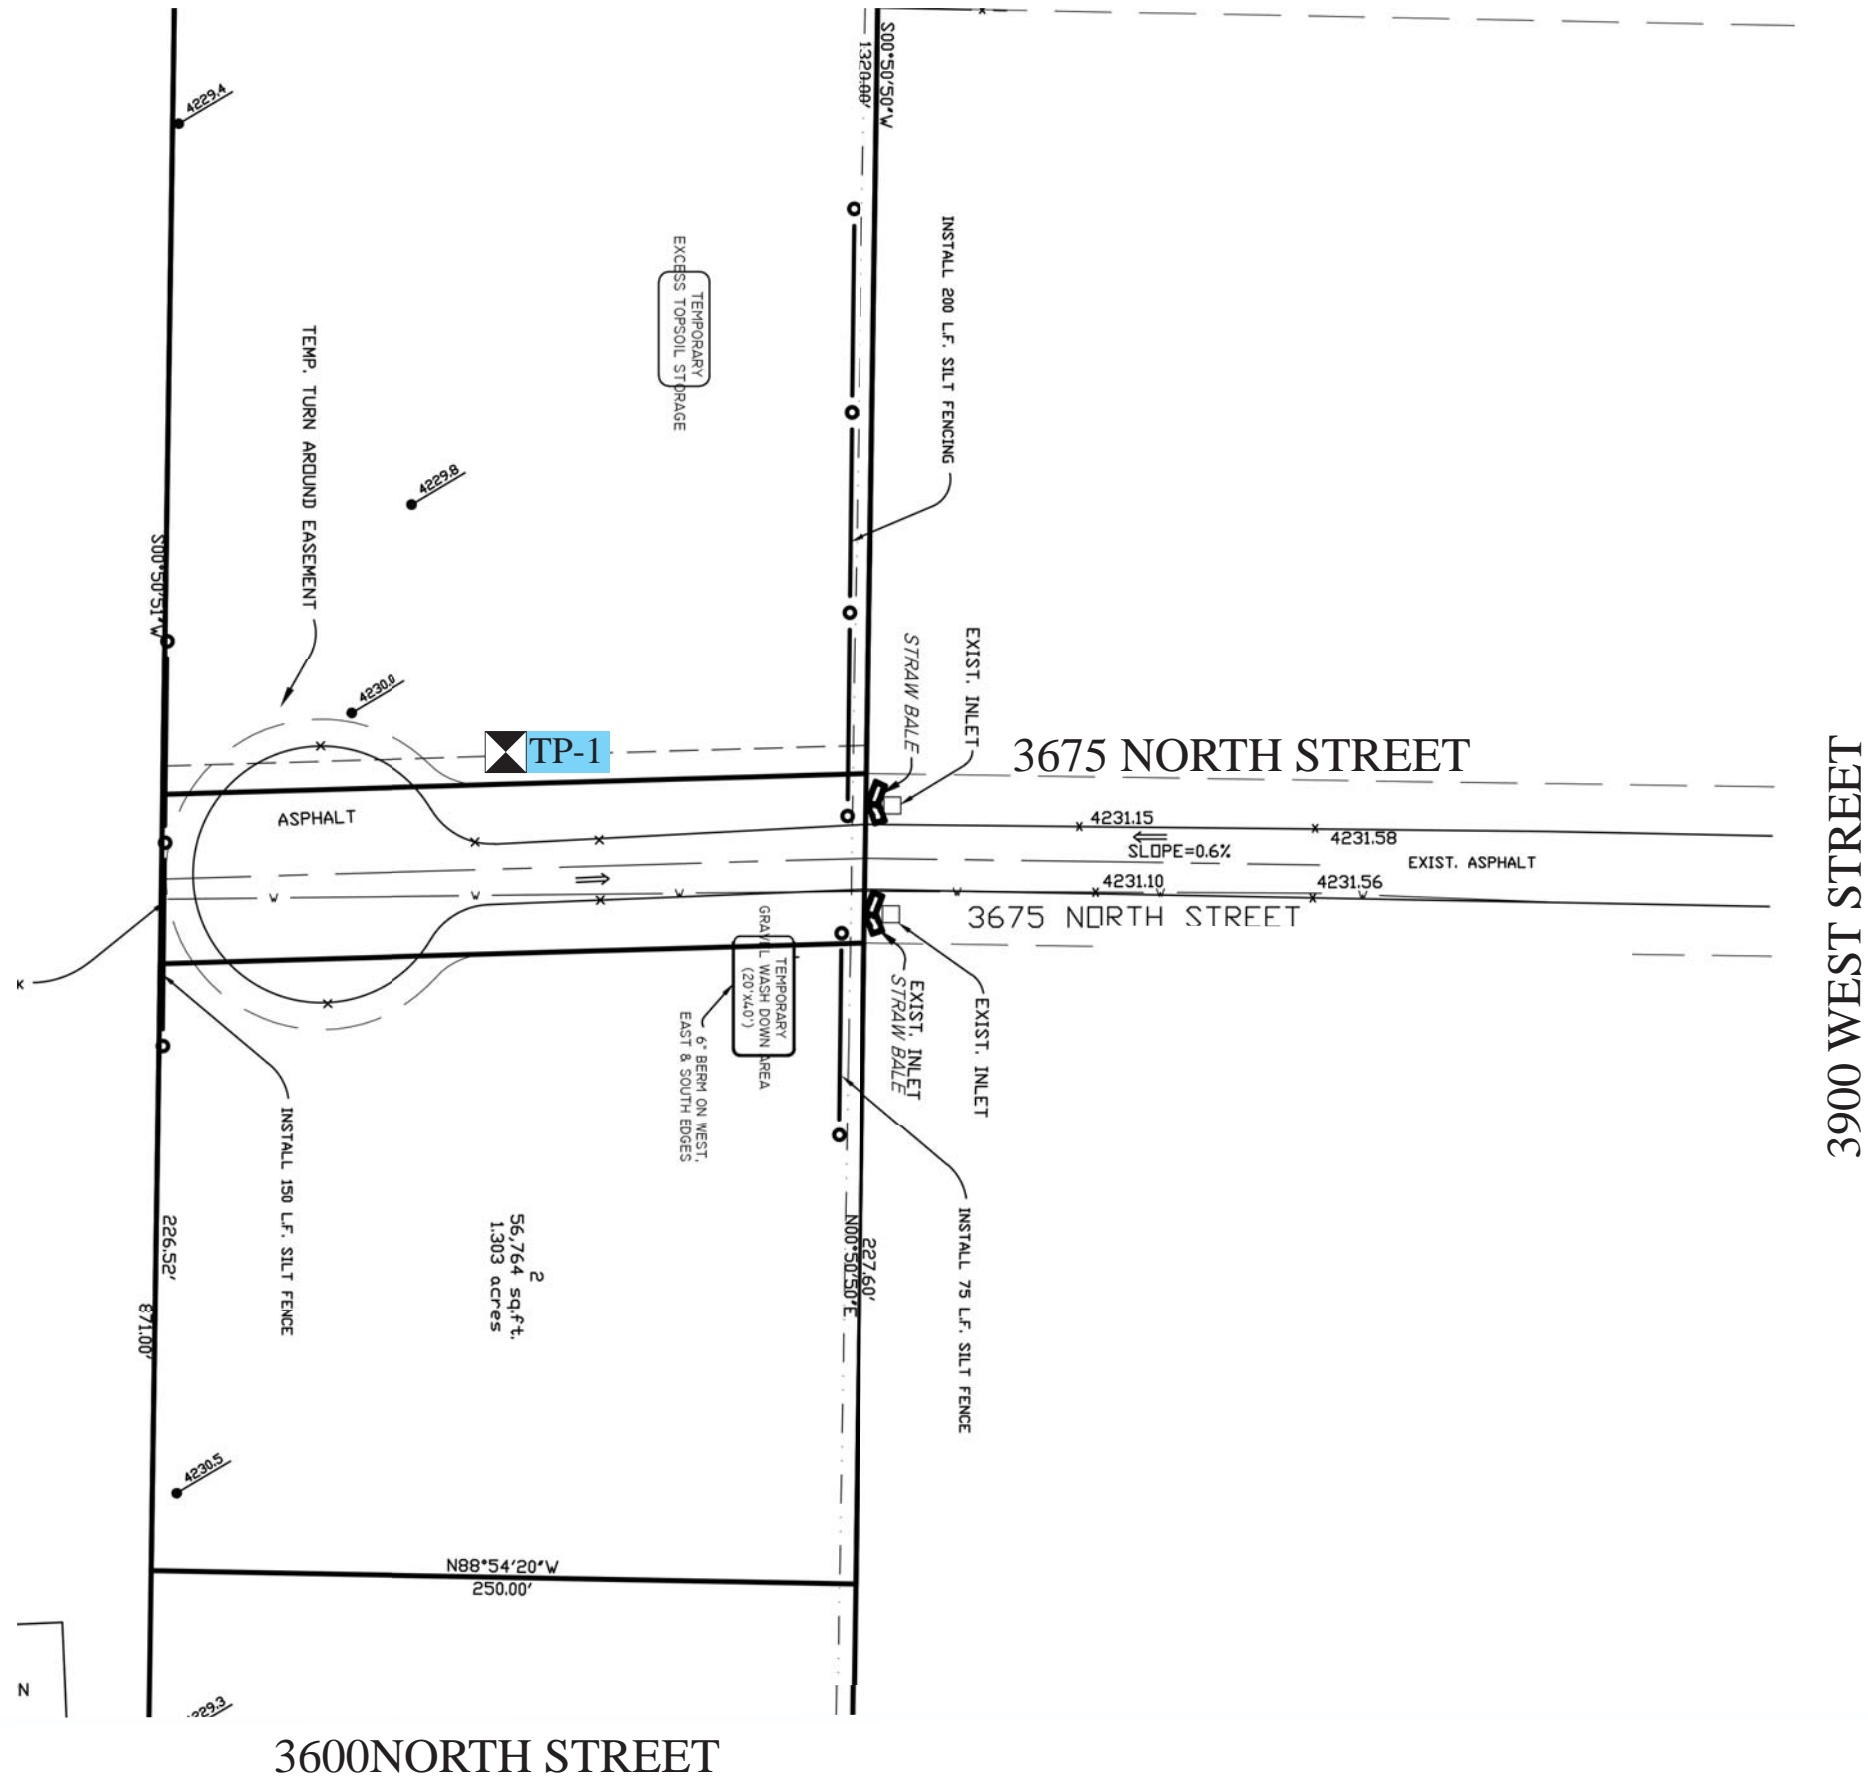 S00°50'50"W
1320.00'
4229.4
INSTALL 200 L.F. SILT FENCING
TEMPORARY
EXCESS TOPSOIL STORAGE
TEMP. TURN AROUND EASEMENT
4229.8
S00°50'51"W
EXIST. INLET
STRAW BALE
4230.0
TP-1
3675 NORTH STREET
3900 WEST STREET
ASPHALT
4231.15
4231.58
SLOPE=0.6%
EXIST. ASPHALT
4231.10
4231.56
3675 NORTH STREET
TEMPORARY
GRAVEL WASH DOWN AREA
(20'x40')
6" BERM ON WEST,
EAST & SOUTH EDGES
EXIST. INLET
STRAW BALE
EXIST. INLET
K
INSTALL 150 L.F. SILT FENCE
INSTALL 75 L.F. SILT FENCE
226.52'
871.00'
2
56,764 sq.ft.
1.303 acres
227.60'
N00°50'50"E
4230.5
N88°54'20"W
250.00'
N
229.3
3600NORTH STREET